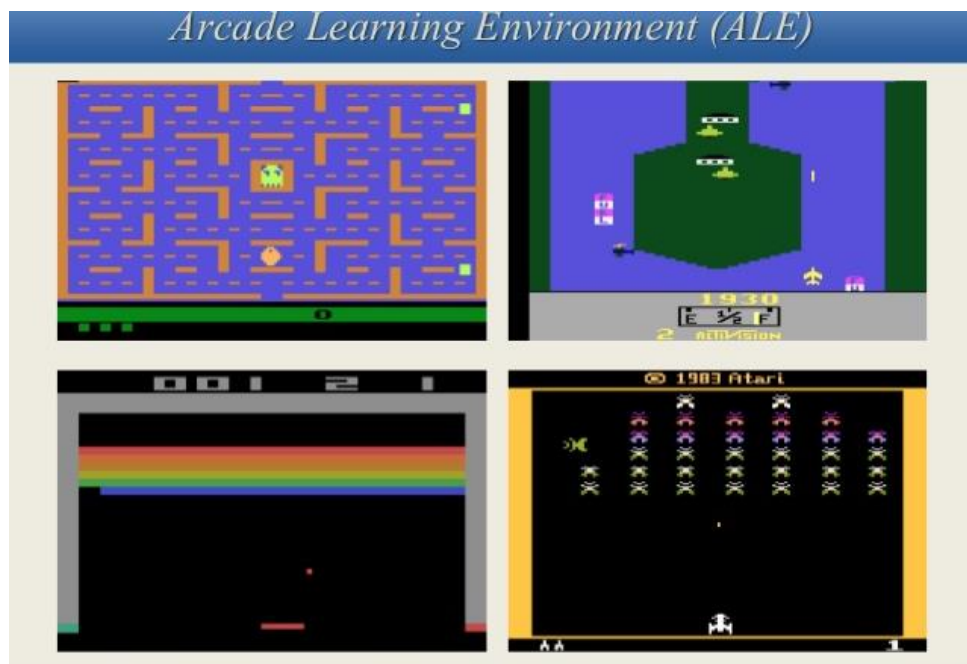 Arcade Learning Environment (ALE)
0
1930
E 1/2 F
2 ACTIVISION
001 2 1
© 1983 Atari
1